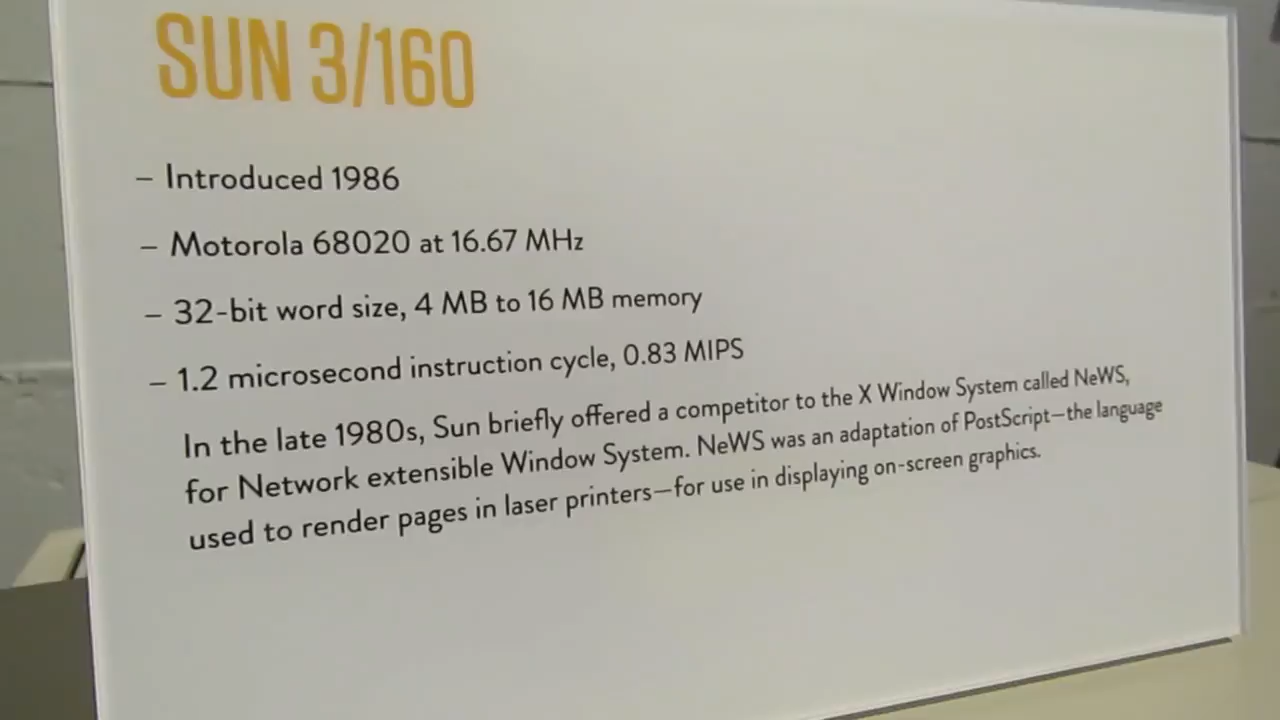 SUN 3/160
– Introduced 1986
– Motorola 68020 at 16.67 MHz
– 32-bit word size, 4 MB to 16 MB memory
– 1.2 microsecond instruction cycle, 0.83 MIPS
In the late 1980s, Sun briefly offered a competitor to the X Window System called NeWS,
for Network extensible Window System. NeWS was an adaptation of PostScript—the language
used to render pages in laser printers—for use in displaying on-screen graphics.